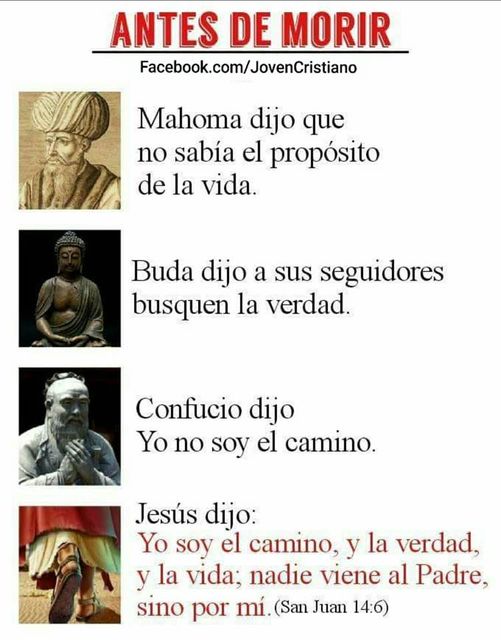 ANTES DE MORIR
Facebook.com/JovenCristiano
Mahoma dijo que
no sabía el propósito
de la vida.
Buda dijo a sus seguidores
busquen la verdad.
Confucio dijo
Yo no soy el camino.
Jesús dijo:
Yo soy el camino, y la verdad,
y la vida; nadie viene al Padre,
sino por mí.(San Juan 14:6)